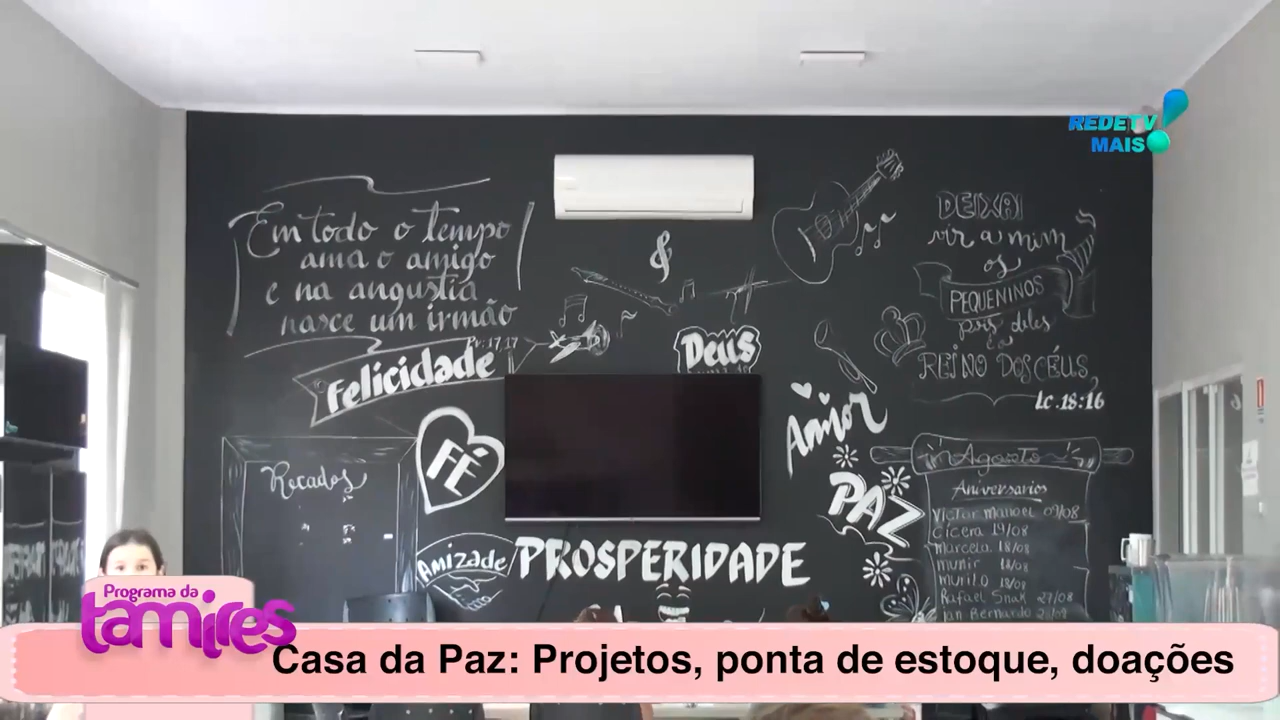 REDETV!
MAIS
Em todo o tempo
ama o amigo
e na angustia
nasce um irmão
Pv: 17,17
Felicidade
FÉ
Recados
Amizade
&
Deus
PROSPERIDADE
Amor
PAZ
DEIXAI
vir a mim
os
PEQUENINOS
pois deles
é o
REINO DOS CÉUS
Lc. 18:16
Agosto
Aniversarios
Victor Manoel 09/08
Cícera 14/08
Marcela 18/08
munir 18/08
murilo 18/08
Rafael Snak 27/08
Jan Bernardo
Programa da
tamires
Casa da Paz: Projetos, ponta de estoque, doações